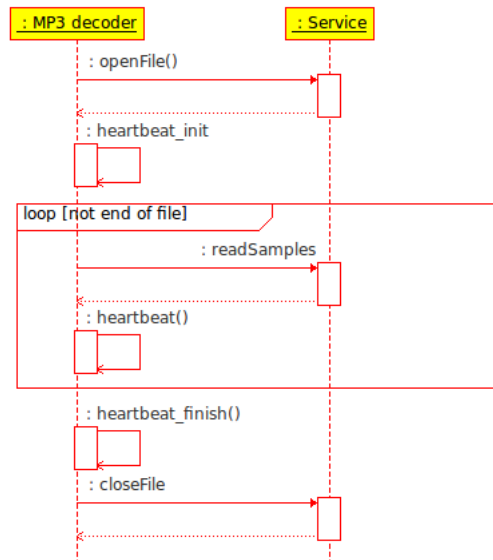 : MP3 decoder
: Service
: openFile()
: heartbeat_init
loop [not end of file]
: readSamples
: heartbeat()
: heartbeat_finish()
: closeFile